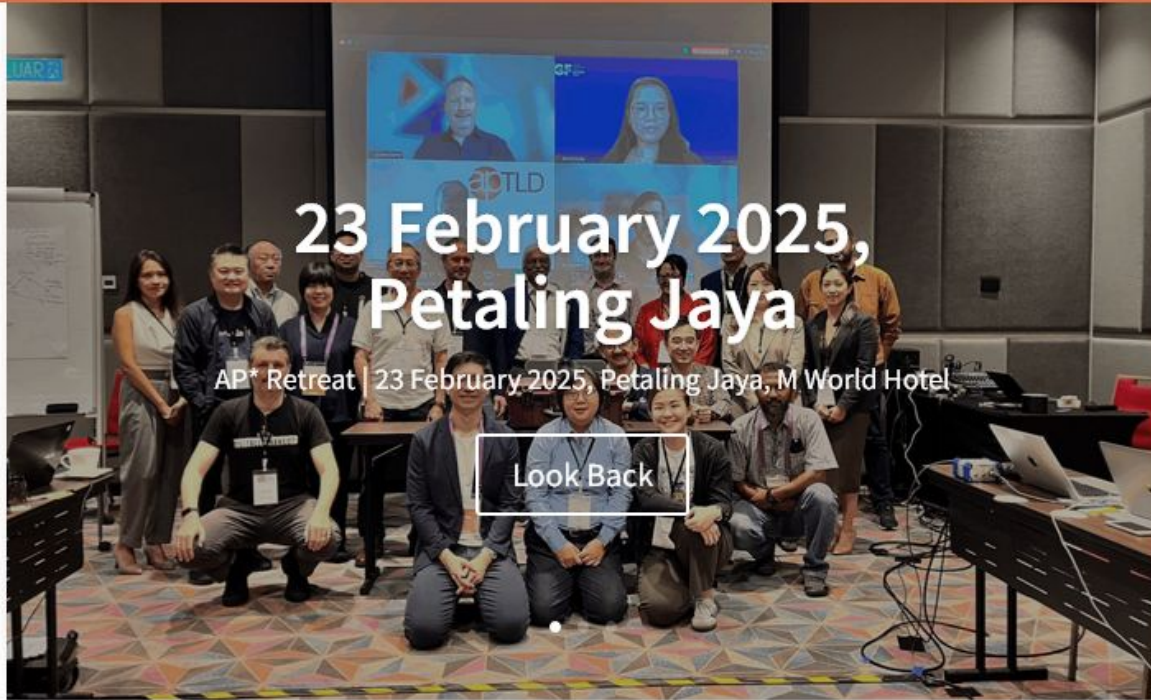 LUAR
apTLD
23 February 2025,
Petaling Jaya
AP* Retreat | 23 February 2025, Petaling Jaya, M World Hotel
Look Back